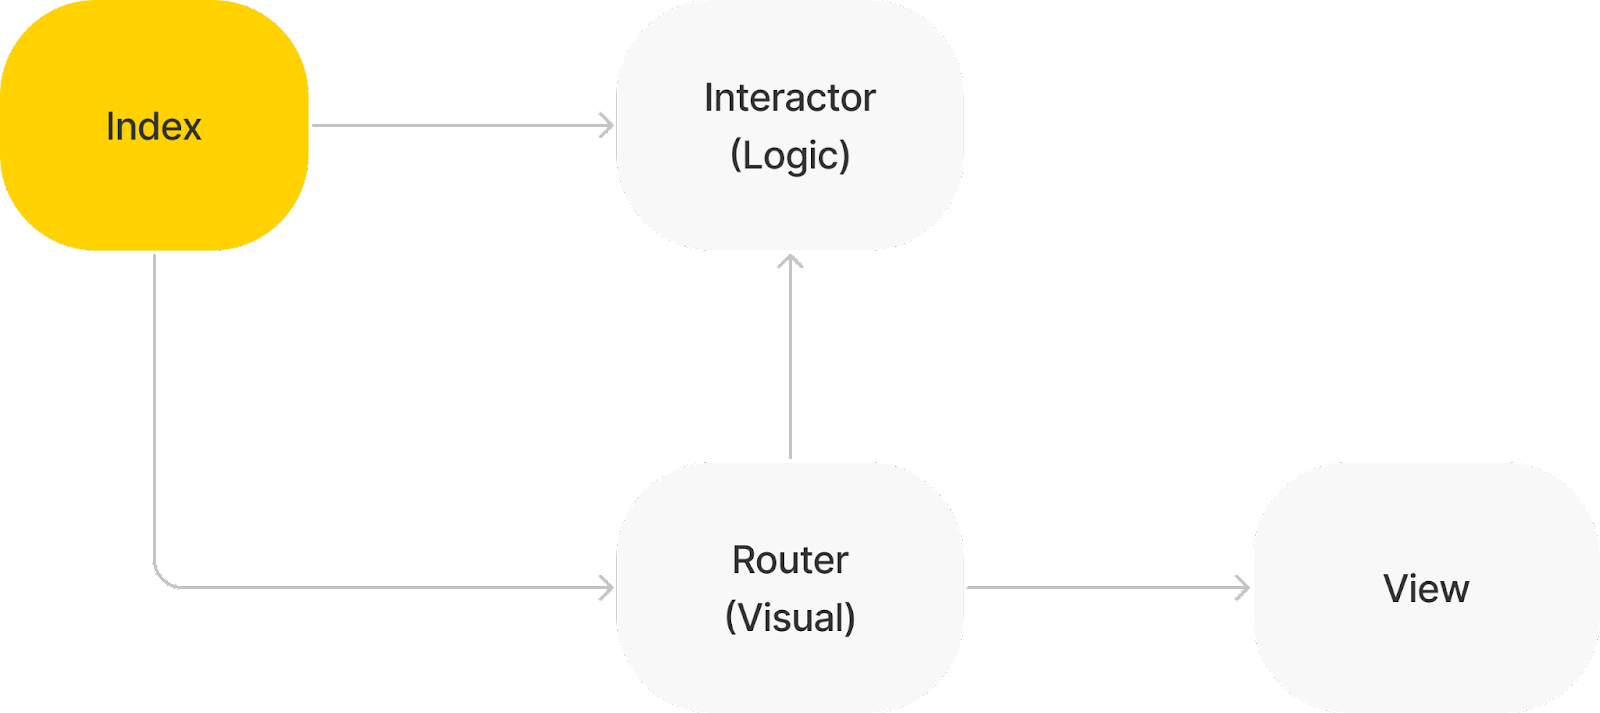 Index
Interactor
(Logic)
Router
(Visual)
View